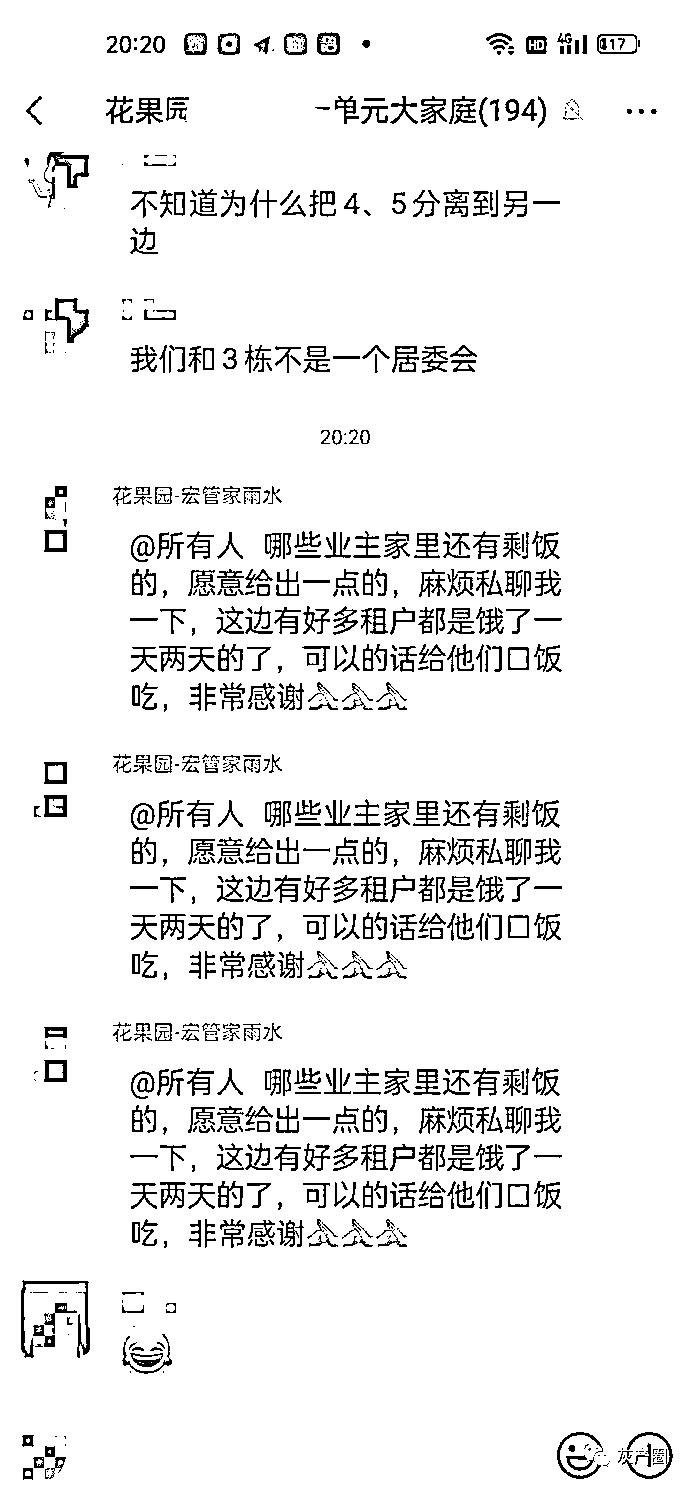 20:20 HD 4G 17
花果园 一单元大家庭(194)
不知道为什么把 4、5 分离到另一
边
我们和 3 栋不是一个居委会
20:20
花果园-宏管家雨水
@所有人 哪些业主家里还有剩饭
的，愿意给出一点的，麻烦私聊我
一下，这边有好多租户都是饿了一
天两天的了，可以的话给他们口饭
吃，非常感谢
花果园-宏管家雨水
@所有人 哪些业主家里还有剩饭
的，愿意给出一点的，麻烦私聊我
一下，这边有好多租户都是饿了一
天两天的了，可以的话给他们口饭
吃，非常感谢
花果园-宏管家雨水
@所有人 哪些业主家里还有剩饭
的，愿意给出一点的，麻烦私聊我
一下，这边有好多租户都是饿了一
天两天的了，可以的话给他们口饭
吃，非常感谢
灰产圈